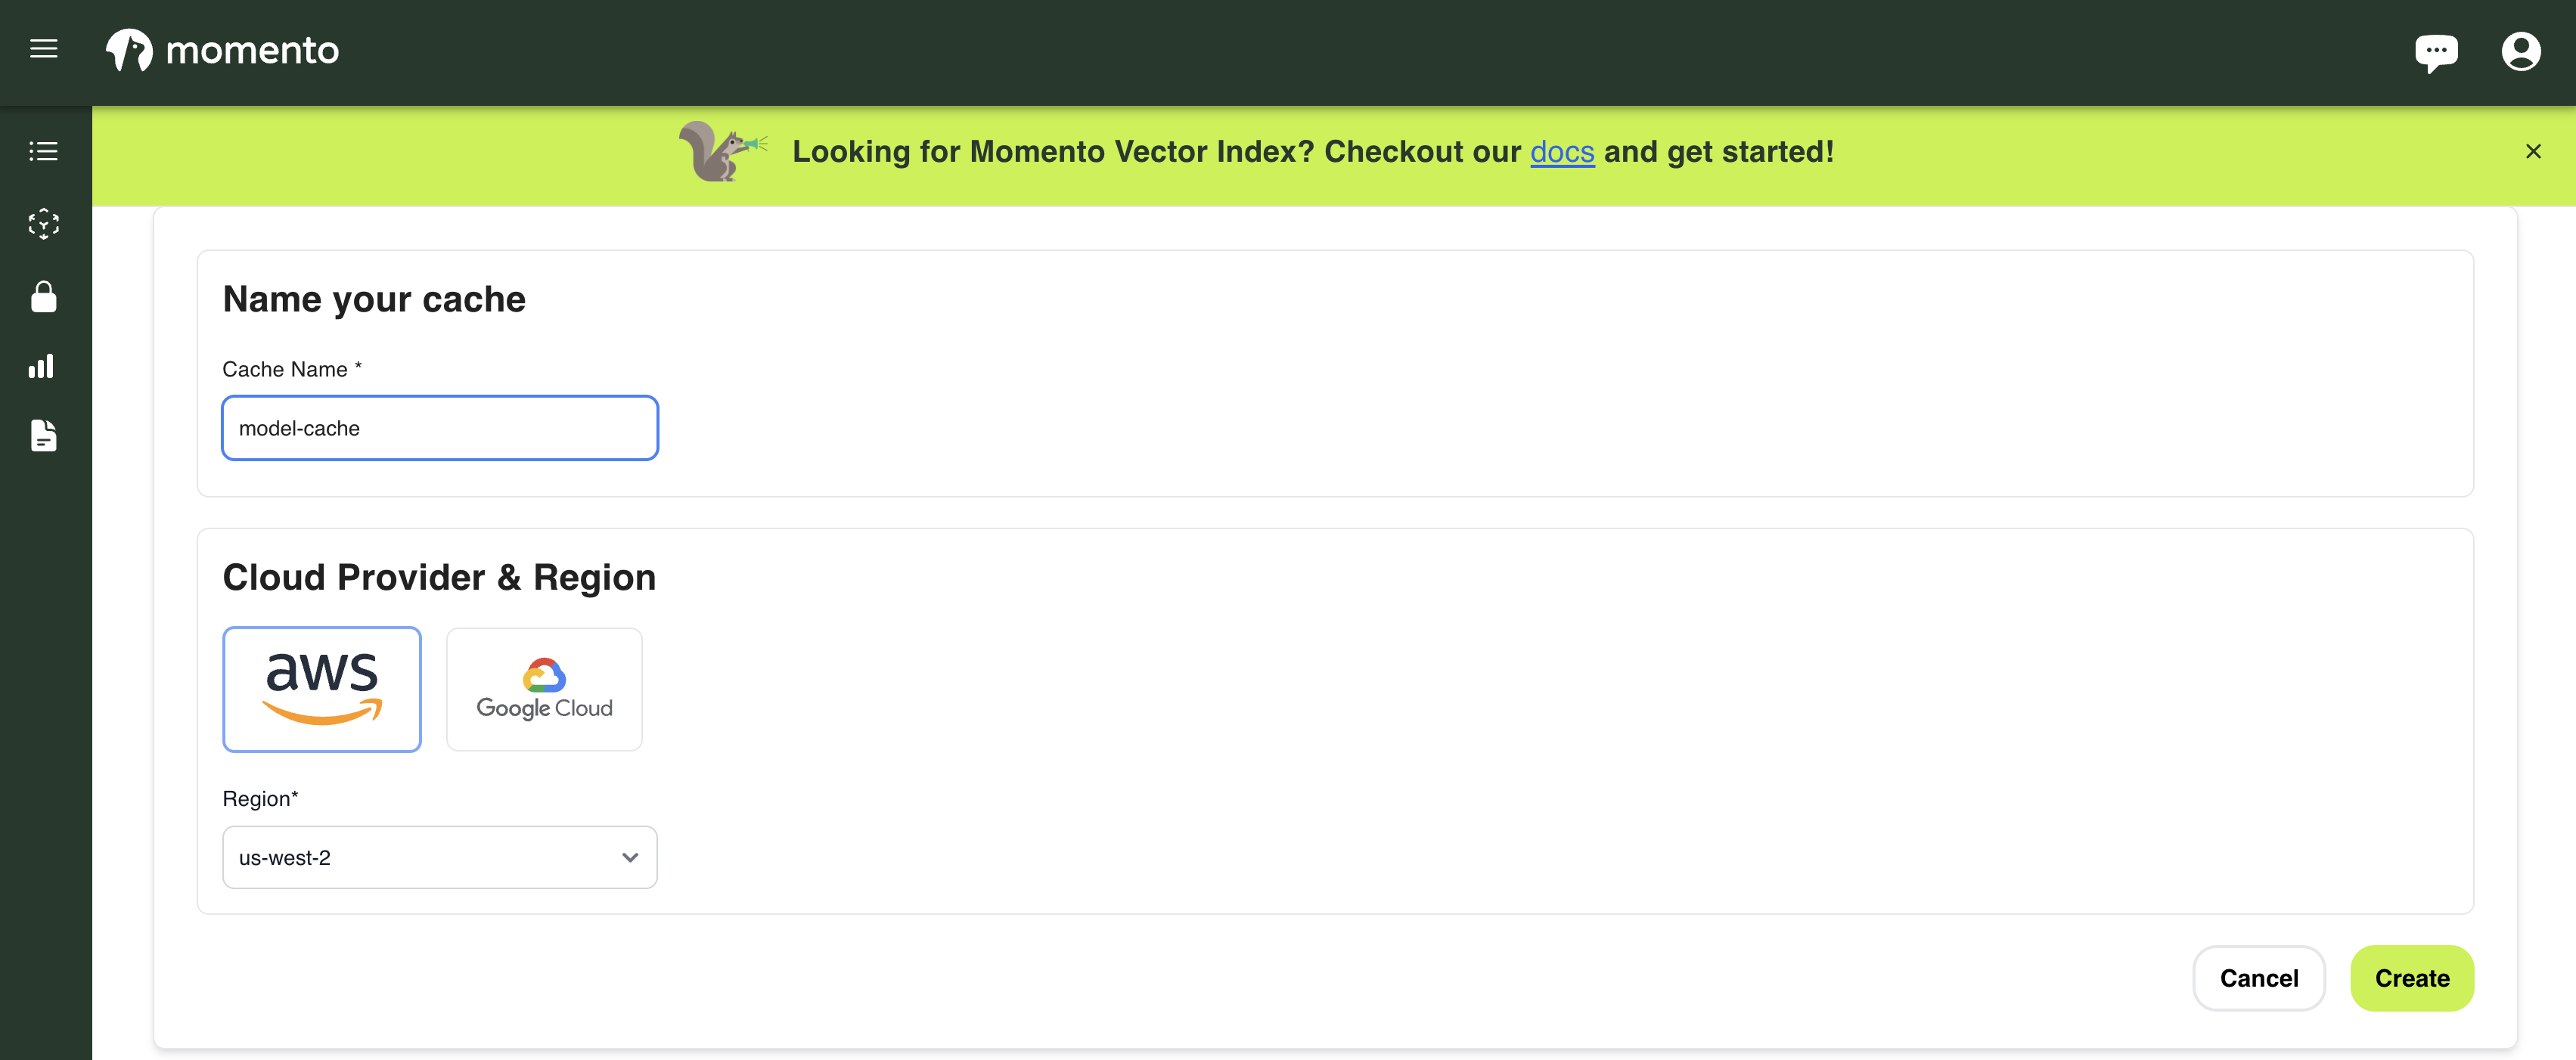 momento
Looking for Momento Vector Index? Checkout our docs and get started!
Name your cache
Cache Name *
model-cache
Cloud Provider & Region
aws
Google Cloud
Region*
us-west-2
Cancel
Create